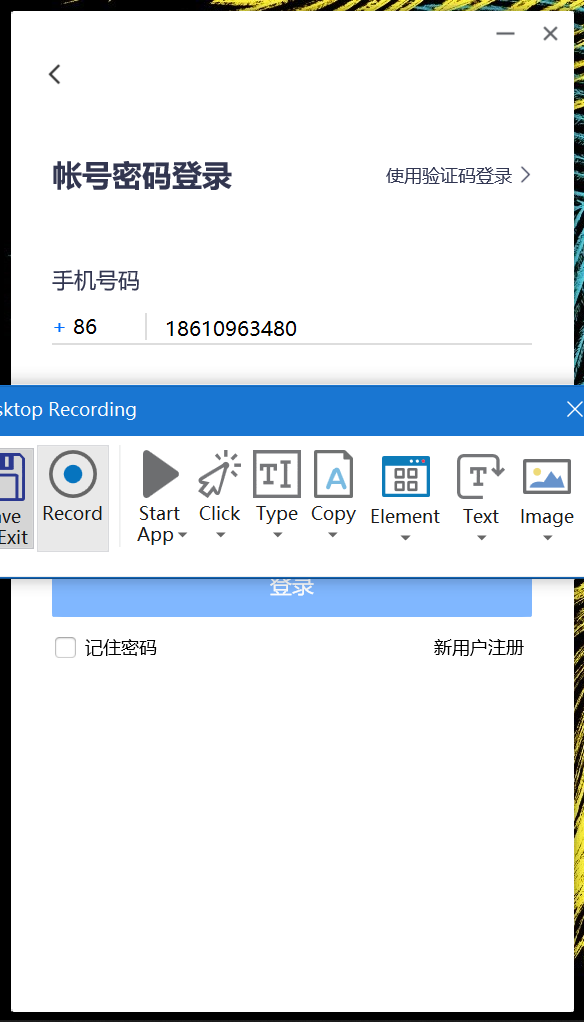 帐号密码登录
使用验证码登录
手机号码
+ 86 18610963480
Desktop Recording
Save Exit
Record
Start App
Click
Type
Copy
Element
Text
Image
登录
记住密码
新用户注册